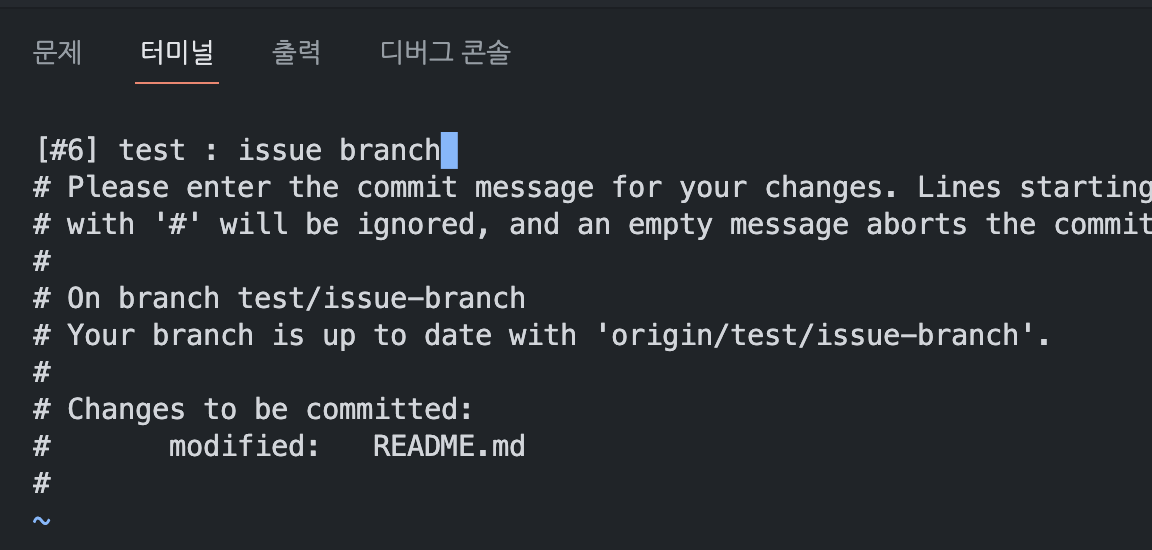 문제 터미널 출력 디버그 콘솔
[#6] test : issue branch
# Please enter the commit message for your changes. Lines starting
# with '#' will be ignored, and an empty message aborts the commit
#
# On branch test/issue-branch
# Your branch is up to date with 'origin/test/issue-branch'.
#
# Changes to be committed:
#       modified:   README.md
#
~